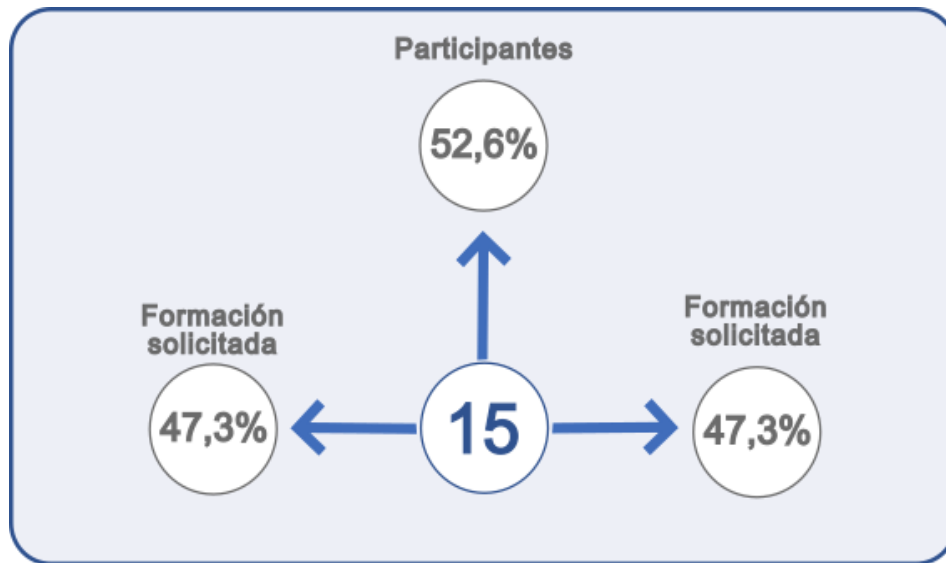 Participantes
52,6%
Formación
solicitada
47,3%
15
Formación
solicitada
47,3%